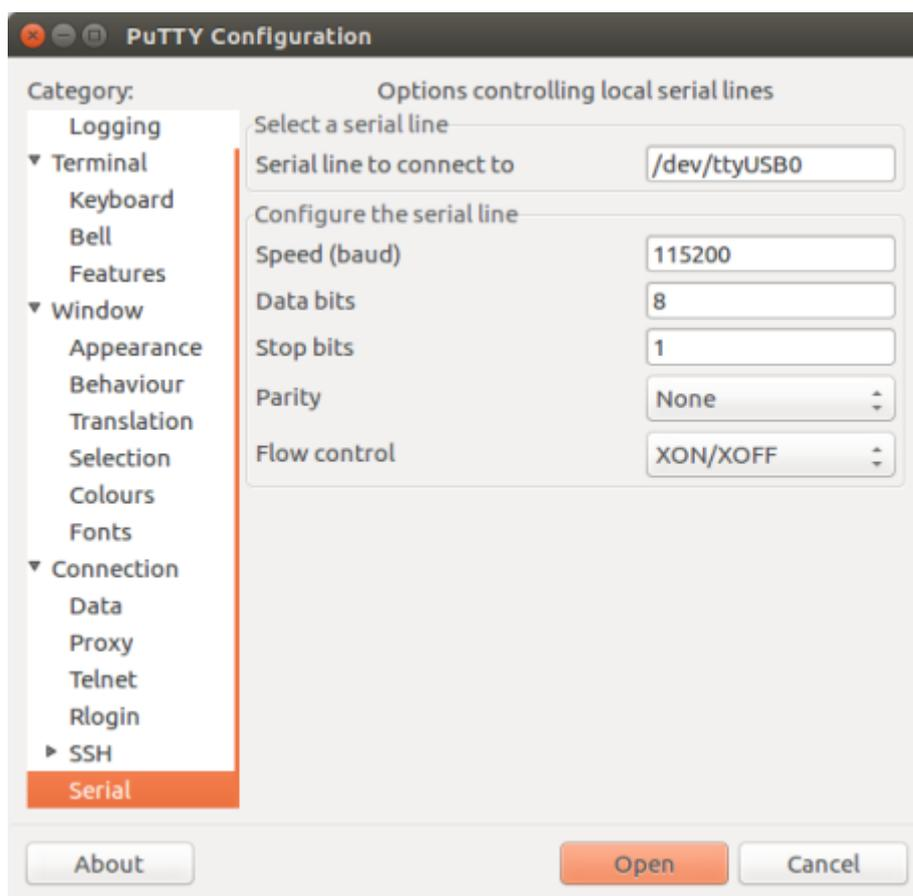 PuTTY Configuration
Category:
Logging
Terminal
Keyboard
Bell
Features
Window
Appearance
Behaviour
Translation
Selection
Colours
Fonts
Connection
Data
Proxy
Telnet
Rlogin
SSH
Serial
Options controlling local serial lines
Select a serial line
Serial line to connect to /dev/ttyUSB0
Configure the serial line
Speed (baud) 115200
Data bits 8
Stop bits 1
Parity None
Flow control XON/XOFF
About Open Cancel